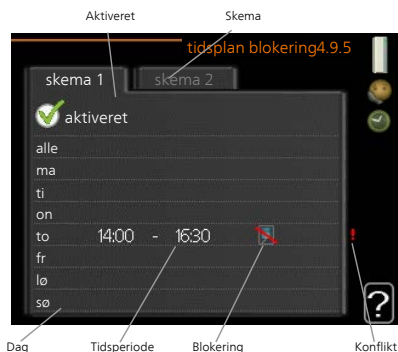 Aktiveret Skema
tidsplan blokering4.9.5
skema 1 skema 2
aktiveret
alle
ma
ti
on
to 14:00 - 16:30 !
fr
lø
sø
?
Dag Tidsperiode Blokering Konflikt